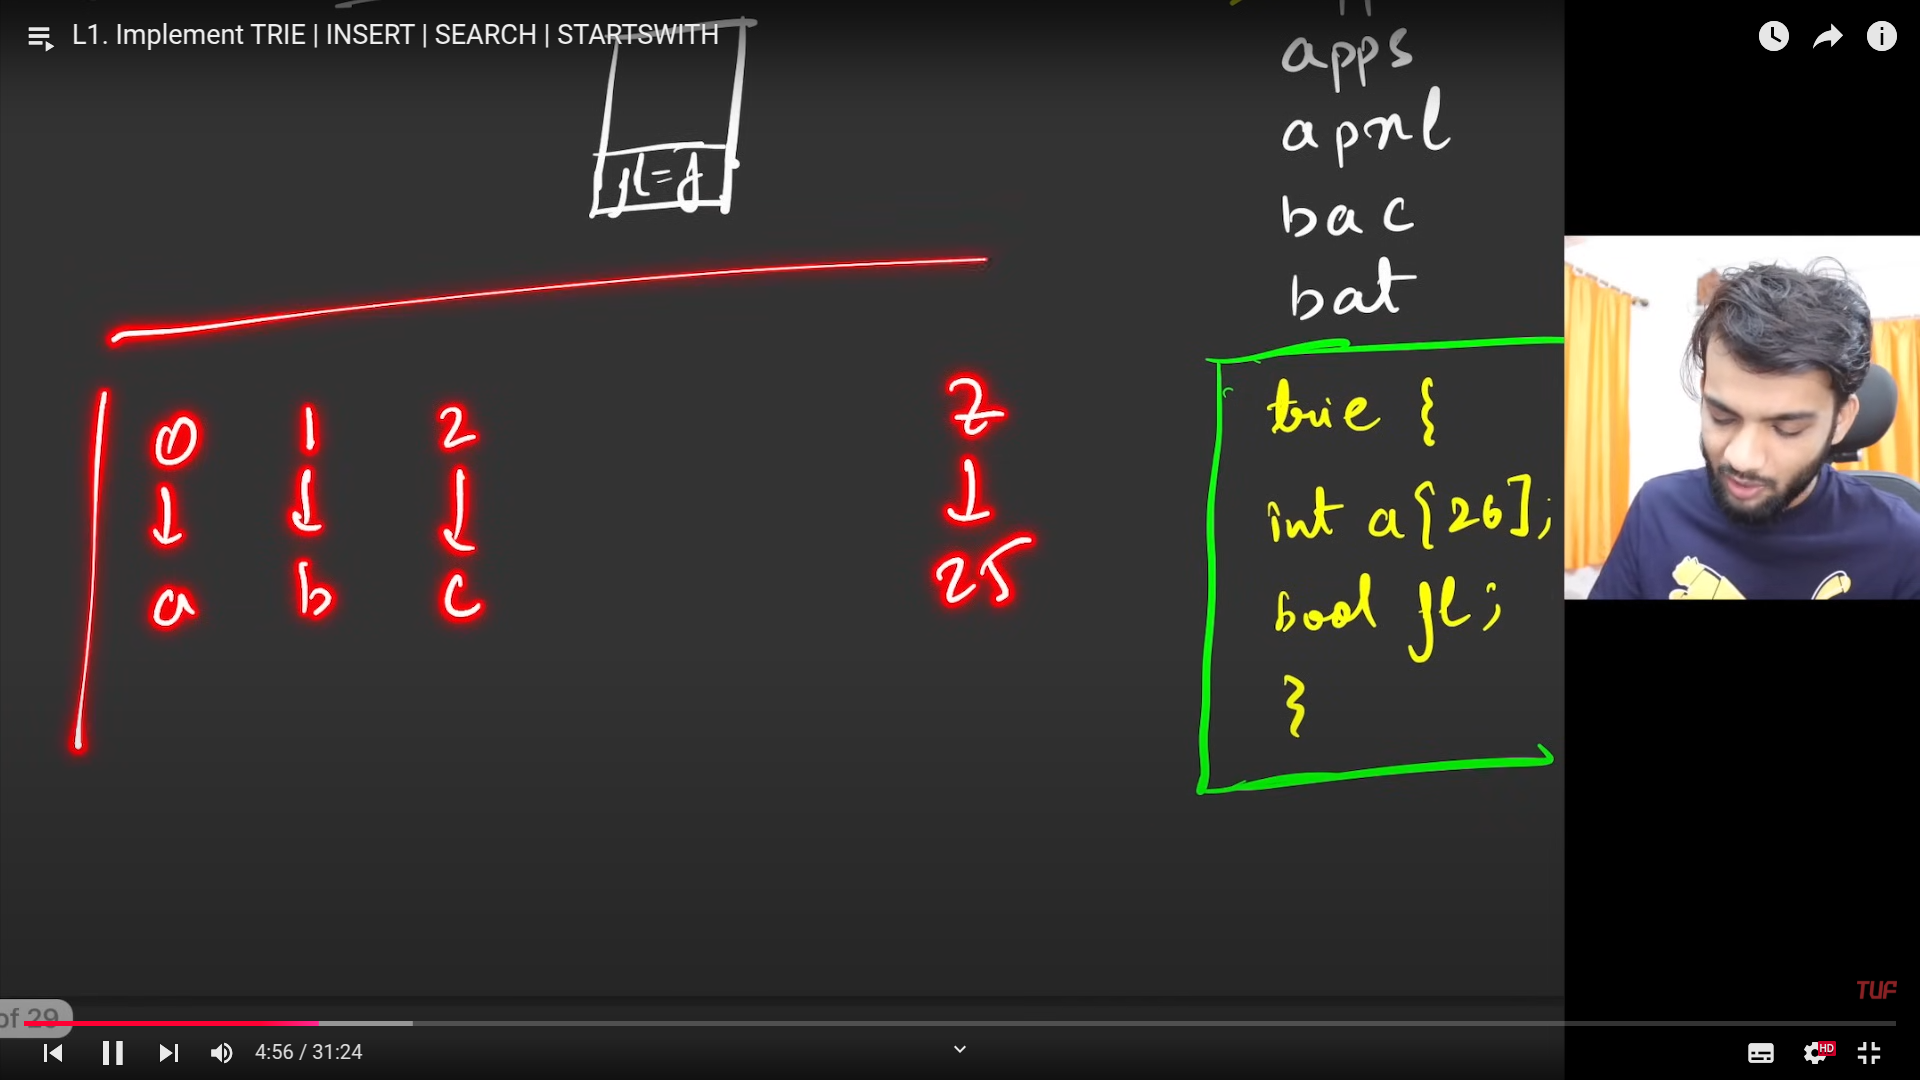 L1. Implement TRIE | INSERT | SEARCH | STARTSWITH
apps
apxl
bac
bat
0 1 2 Z
a b c 25
trie {
int a[26];
bool fl;
}
TUF
of 29
4:56 / 31:24
HD